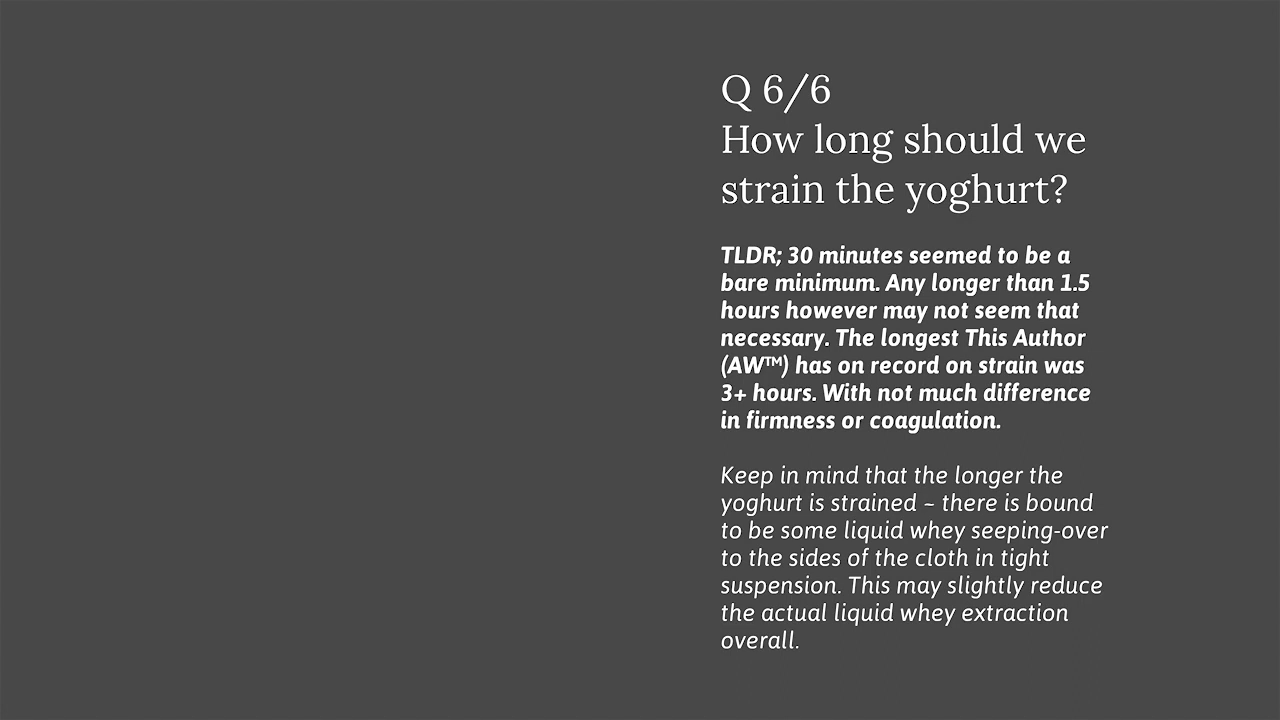 Q 6/6
How long should we
strain the yoghurt?
TLDR; 30 minutes seemed to be a
bare minimum. Any longer than 1.5
hours however may not seem that
necessary. The longest This Author
(AW™) has on record on strain was
3+ hours. With not much difference
in firmness or coagulation.
Keep in mind that the longer the
yoghurt is strained ~ there is bound
to be some liquid whey seeping-over
to the sides of the cloth in tight
suspension. This may slightly reduce
the actual liquid whey extraction
overall.